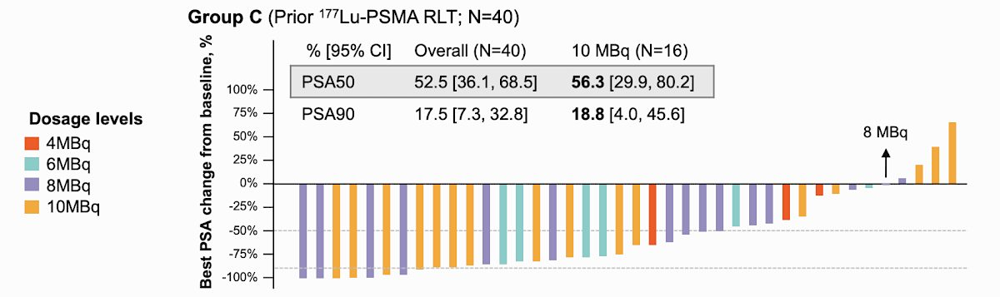 Group C (Prior ¹⁷⁷Lu-PSMA RLT; N=40)
% [95% CI] Overall (N=40) 10 MBq (N=16)
PSA50 52.5 [36.1, 68.5] 56.3 [29.9, 80.2]
PSA90 17.5 [7.3, 32.8] 18.8 [4.0, 45.6]
Best PSA change from baseline, %
100%
75%
50%
25%
0%
-25%
-50%
-75%
-100%
8 MBq
Dosage levels
4MBq
6MBq
8MBq
10MBq